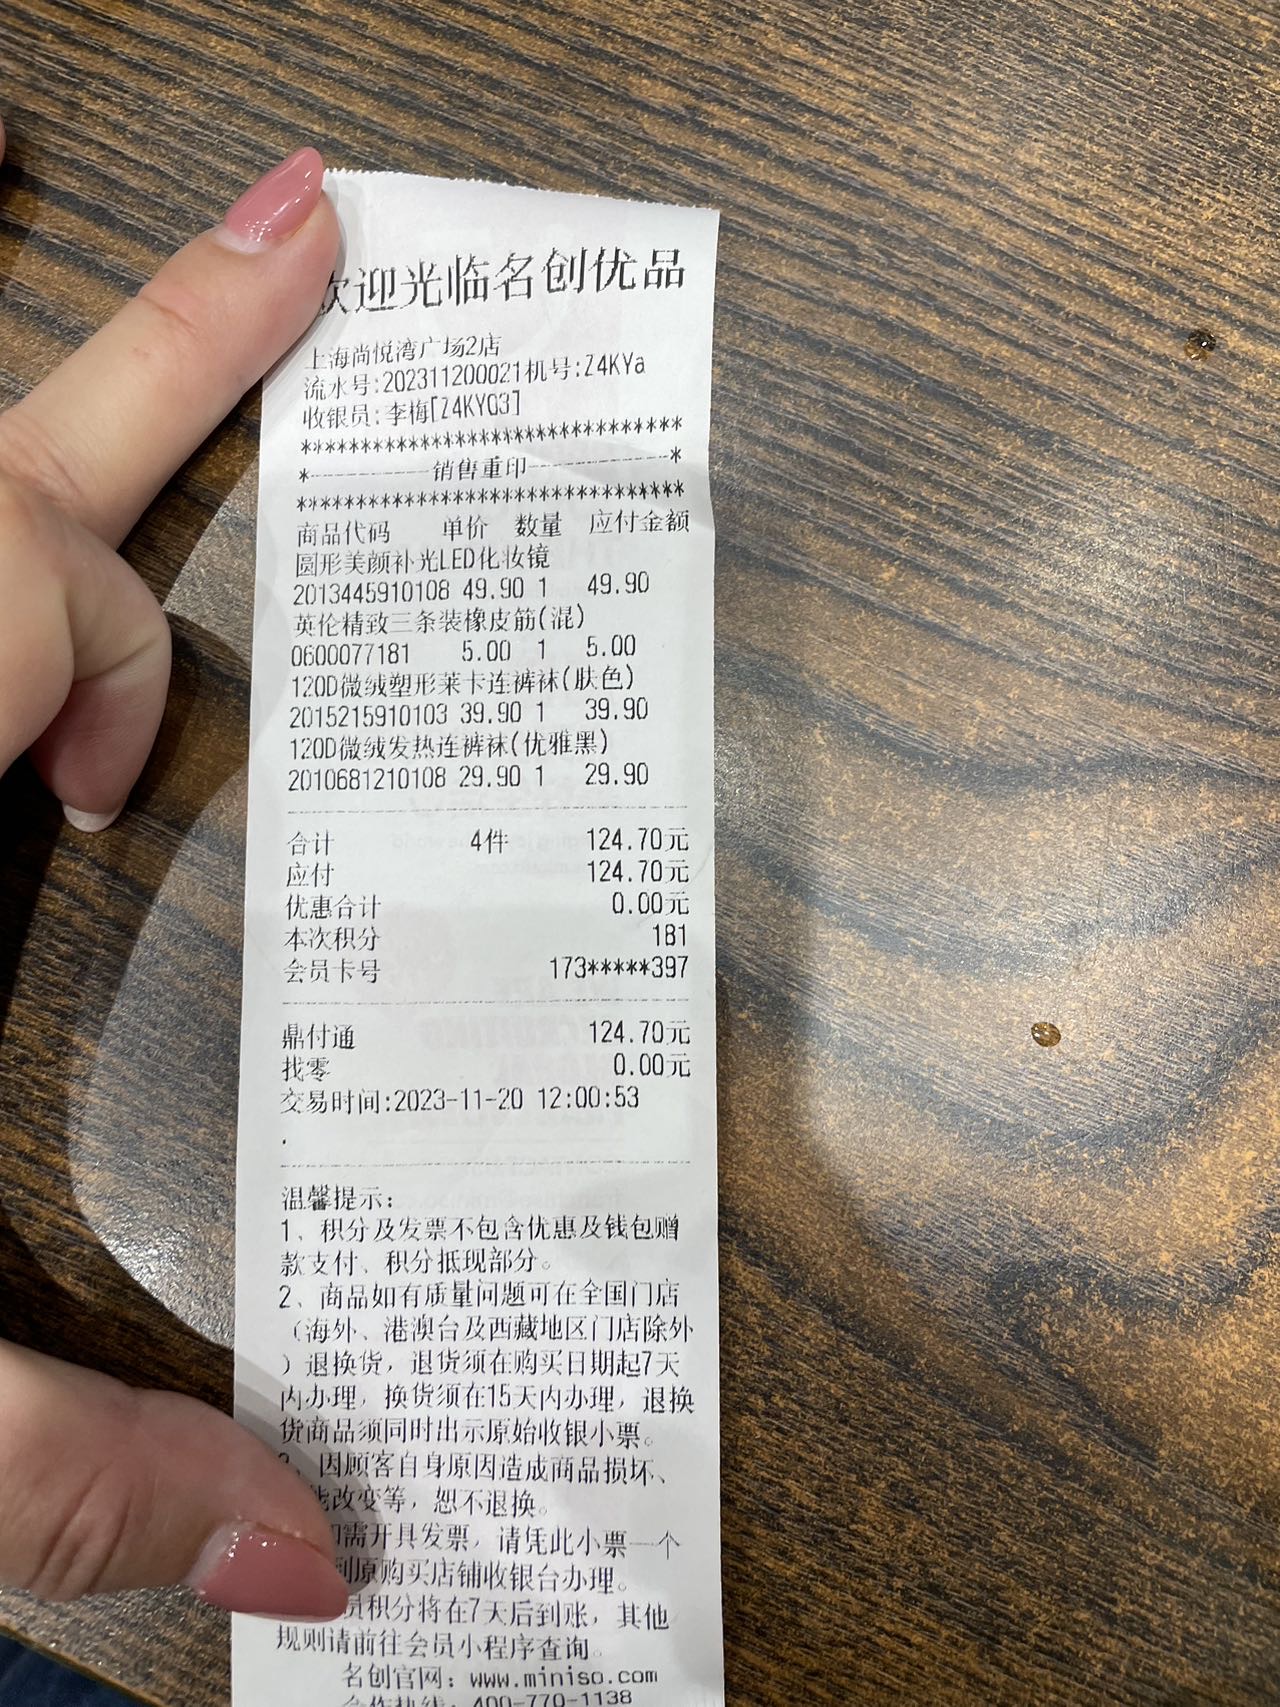 欢迎光临名创优品
上海尚悦湾广场2店
流水号:202311200021机号:Z4KYa
收银员:李梅[Z4KY03]
********************************
*----------销售重印------------*
********************************
商品代码 单价 数量 应付金额
圆形美颜补光LED化妆镜
2013445910108 49.90 1 49.90
英伦精致三条装橡皮筋(混)
0600077181 5.00 1 5.00
120D微绒塑形莱卡连裤袜(肤色)
2015215910103 39.90 1 39.90
120D微绒发热连裤袜(优雅黑)
2010681210108 29.90 1 29.90
合计 4件 124.70元
应付 124.70元
优惠合计 0.00元
本次积分 181
会员卡号 173*****397
鼎付通 124.70元
找零 0.00元
交易时间:2023-11-20 12:00:53
.
温馨提示:
1、积分及发票不包含优惠及钱包赠
款支付、积分抵现部分。
2、商品如有质量问题可在全国门店
（海外、港澳台及西藏地区门店除外
）退换货，退货须在购买日期起7天
内办理，换货须在15天内办理，退换
货商品须同时出示原始收银小票。
3、因顾客自身原因造成商品损坏、
改变等，恕不退换。
需开具发票，请凭此小票一个
到原购买店铺收银台办理。
员积分将在7天后到账，其他
规则请前往会员小程序查询。
名创官网：www.miniso.com
合作热线：400-770-1138